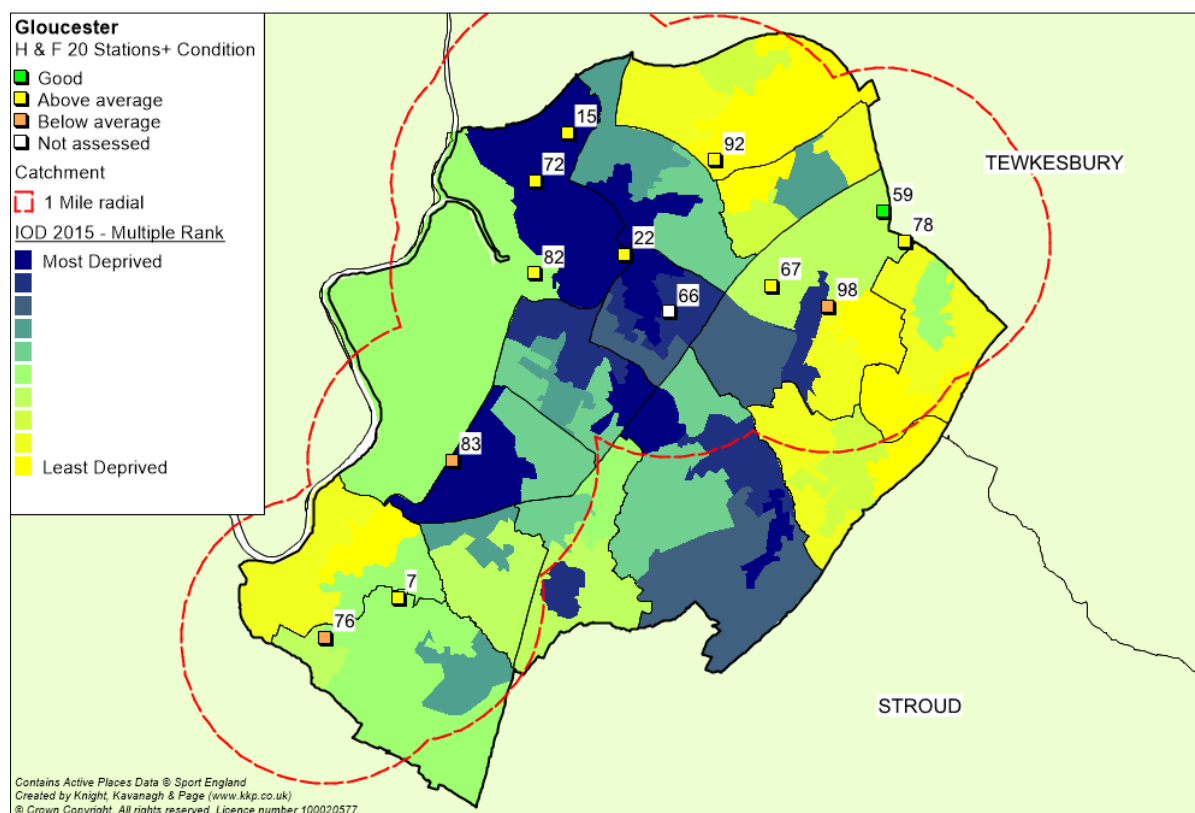 Gloucester
H & F 20 Stations+ Condition
Good
Above average
Below average
Not assessed
Catchment
1 Mile radial
IOD 2015 - Multiple Rank
Most Deprived
Least Deprived
15
72
92
TEWKESBURY
59
78
22
82
67
98
66
83
7
76
STROUD
Contains Active Places Data © Sport England
Created by Knight, Kavanagh & Page (www.kkp.co.uk)
© Crown Copyright. All rights reserved. Licence number 100020577.